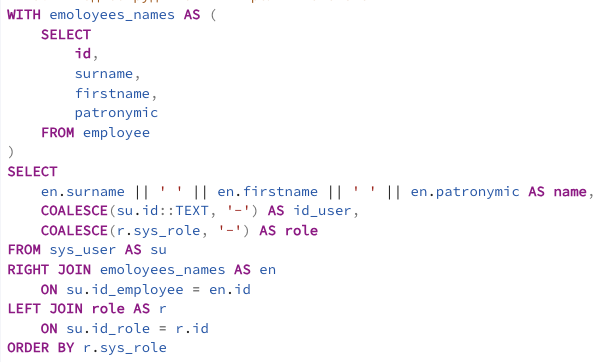 WITH emoloyees_names AS (
    SELECT
        id,
        surname,
        firstname,
        patronymic
    FROM employee
)
SELECT
    en.surname || ' ' || en.firstname || ' ' || en.patronymic AS name,
    COALESCE(su.id::TEXT, '-') AS id_user,
    COALESCE(r.sys_role, '-') AS role
FROM sys_user AS su
RIGHT JOIN emoloyees_names AS en
    ON su.id_employee = en.id
LEFT JOIN role AS r
    ON su.id_role = r.id
ORDER BY r.sys_role